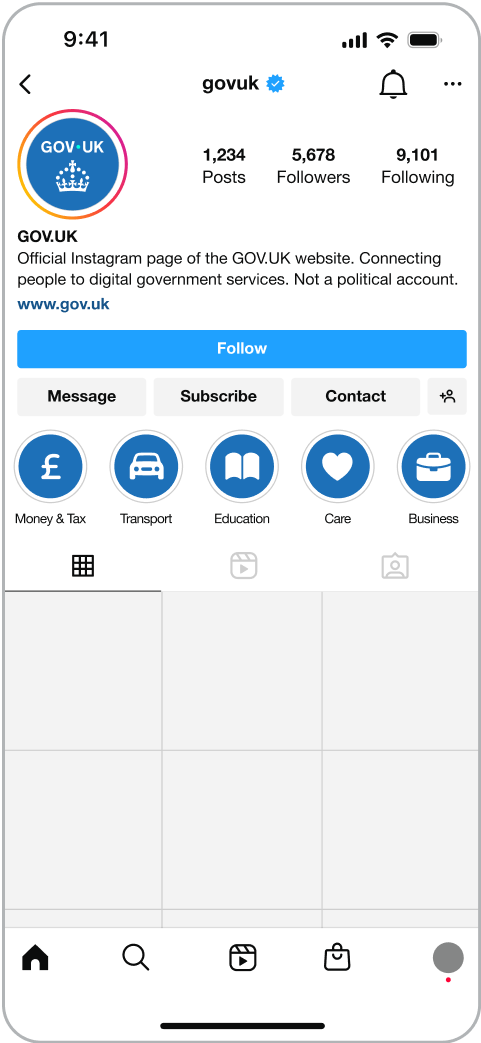 9:41
govuk
GOV·UK
1,234 5,678 9,101
Posts Followers Following
GOV.UK
Official Instagram page of the GOV.UK website. Connecting
people to digital government services. Not a political account.
www.gov.uk
Follow
Message Subscribe Contact
£
Money & Tax Transport Education Care Business